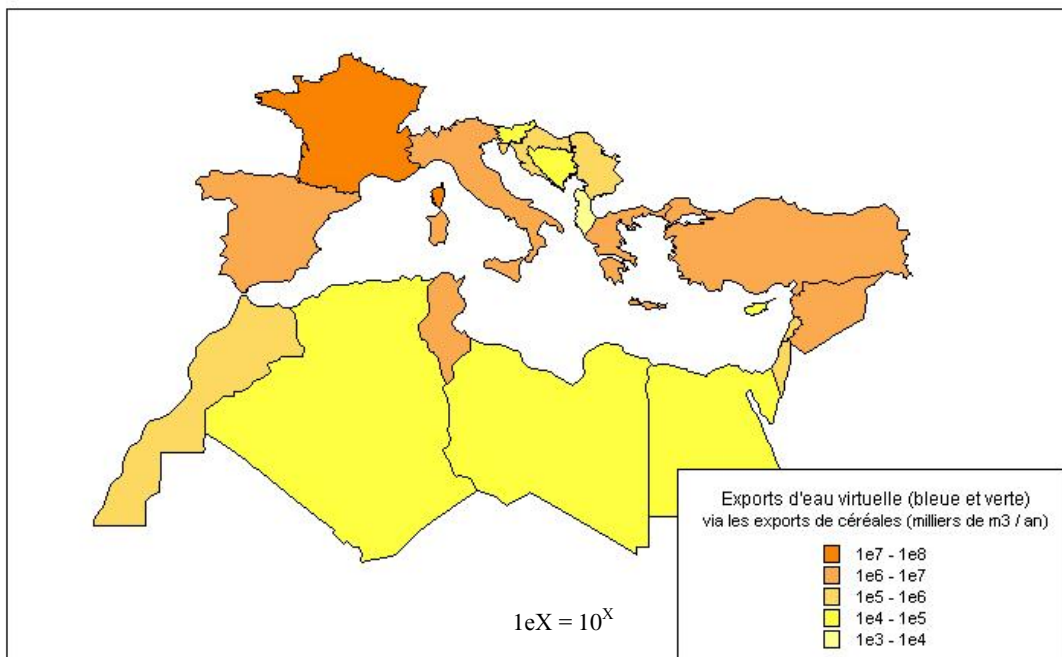 Exports d'eau virtuelle (bleue et verte)
via les exports de céréales (milliers de m3 / an)
1e7 - 1e8
1e6 - 1e7
1e5 - 1e6
1e4 - 1e5
1e3 - 1e4
1eX = 10^X